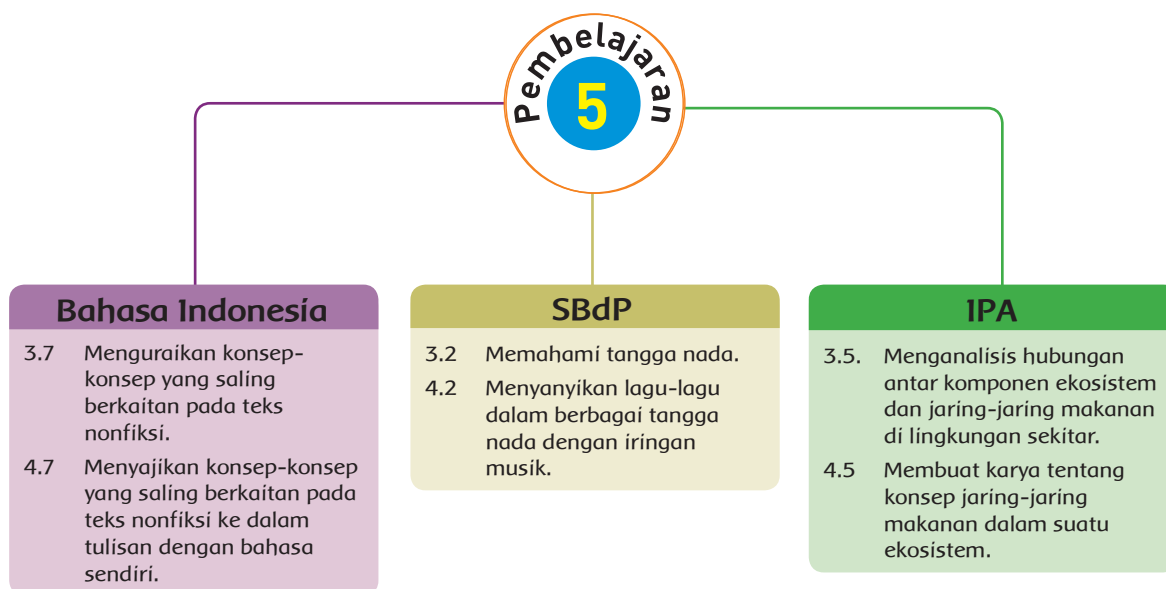 Pembelajaran
5
Bahasa Indonesia
3.7 Menguraikan konsep-
konsep yang saling
berkaitan pada teks
nonfiksi.
4.7 Menyajikan konsep-konsep
yang saling berkaitan pada
teks nonfiksi ke dalam
tulisan dengan bahasa
sendiri.
SBdP
3.2 Memahami tangga nada.
4.2 Menyanyikan lagu-lagu
dalam berbagai tangga
nada dengan iringan
musik.
IPA
3.5. Menganalisis hubungan
antar komponen ekosistem
dan jaring-jaring makanan
di lingkungan sekitar.
4.5 Membuat karya tentang
konsep jaring-jaring
makanan dalam suatu
ekosistem.